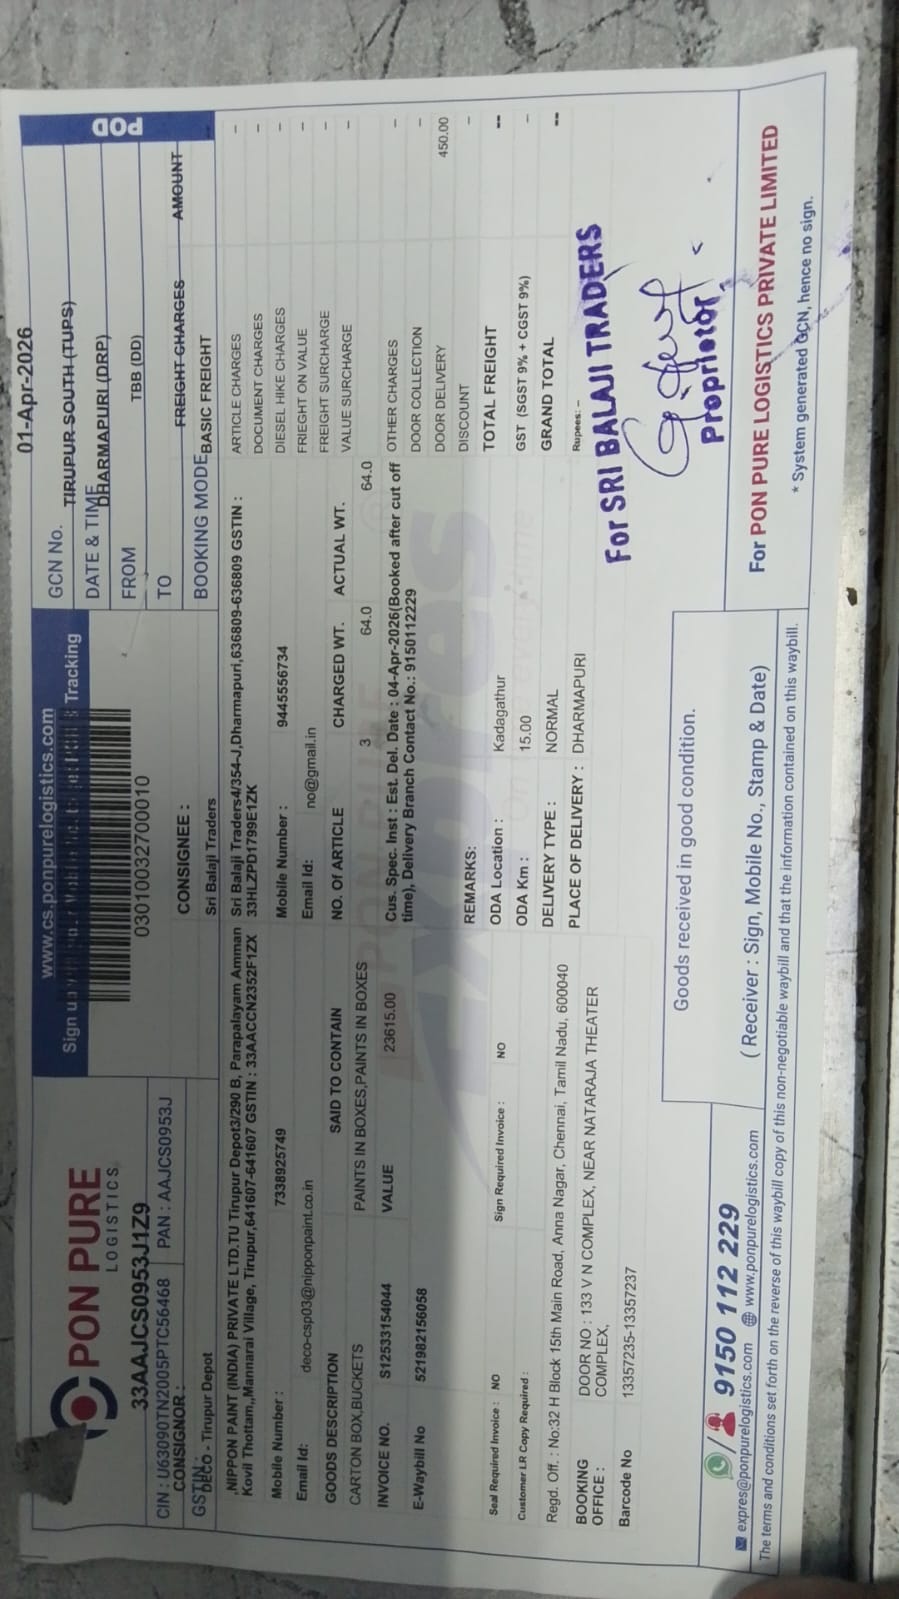 PON PURE
LOGISTICS
33AAJCS0953J1Z9
CIN : U63090TN2005PTC56468
PAN : AAJCS0953J
www.cs.ponpurelogistics.com
Tracking
03010032700010
01-Apr-2026
GCN No.
TIRUPUR SOUTH (TUPS)
DATE & TIME
DHARMAPURI (DRP)
FROM
TBB (DD)
TO
BOOKING MODE
FREIGHT CHARGES AMOUNT
POD
CONSIGNOR :
GSTIN :
DECO - Tirupur Depot
NIPPON PAINT (INDIA) PRIVATE LTD.TU Tirupur Depot3/290 B, Parapalayam Amman
Kovil Thottam,,Mannarai Village, Tirupur,641607-641607 GSTIN : 33AACCN2352F1ZX
Mobile Number : 7338925749
Email Id: deco-csp03@nipponpaint.co.in
CONSIGNEE :
Sri Balaji Traders
Sri Balaji Traders4/354-J,Dharmapuri,636809-636809 GSTIN :
33HLZPD1799E1ZK
Mobile Number : 9445556734
Email Id: no@gmail.in
GOODS DESCRIPTION SAID TO CONTAIN NO. Of ARTICLE CHARGED WT. ACTUAL WT.
CARTON BOX,BUCKETS PAINTS IN BOXES,PAINTS IN BOXES 3 64.0 64.0
INVOICE NO. S12533154044 VALUE 23615.00
E-Waybill No 521982156058
Cus. Spec. Inst : Est. Del. Date : 04-Apr-2026(Booked after cut off
time), Delivery Branch Contact No.: 9150112229
REMARKS:
Seal Required Invoice : NO Sign Required Invoice : NO
Customer LR Copy Required :
ODA Location : Kadagathur
ODA Km : 15.00
DELIVERY TYPE : NORMAL
PLACE OF DELIVERY : DHARMAPURI
Regd. Off. : No:32 H Block 15th Main Road, Anna Nagar, Chennai, Tamil Nadu, 600040
BOOKING OFFICE : DOOR NO : 133 V N COMPLEX, NEAR NATARAJA THEATER
COMPLEX,
Barcode No 13357235-13357237
BASIC FREIGHT -
ARTICLE CHARGES -
DOCUMENT CHARGES -
DIESEL HIKE CHARGES -
FRIEGHT ON VALUE -
FREIGHT SURCHARGE -
VALUE SURCHARGE -
OTHER CHARGES -
DOOR COLLECTION -
DOOR DELIVERY 450.00
DISCOUNT -
TOTAL FREIGHT --
GST (SGST 9% + CGST 9%) -
GRAND TOTAL --
Rupees: –
For SRI BALAJI TRADERS
Proprietor
Goods received in good condition.
( Receiver : Sign, Mobile No., Stamp & Date)
For PON PURE LOGISTICS PRIVATE LIMITED
* System generated GCN, hence no sign.
9150 112 229
expres@ponpurelogistics.com www.ponpurelogistics.com
The terms and conditions set forth on the reverse of this waybill copy of this non-negotiable waybill and that the information contained on this waybill.